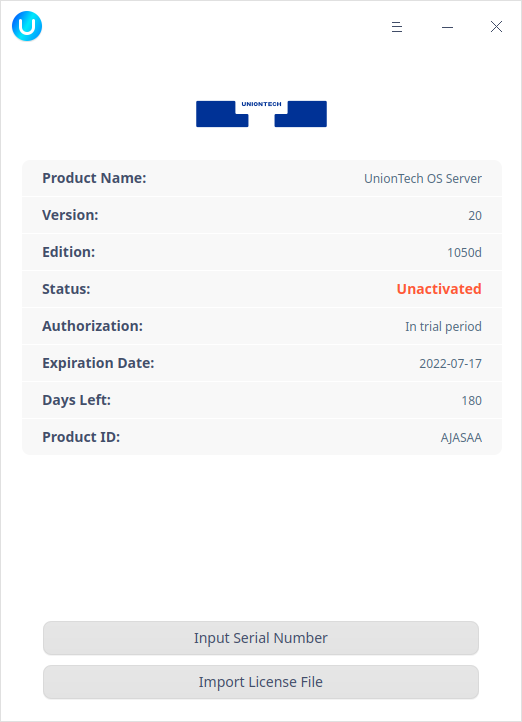 UNIONTECH
Product Name: UnionTech OS Server
Version: 20
Edition: 1050d
Status: Unactivated
Authorization: In trial period
Expiration Date: 2022-07-17
Days Left: 180
Product ID: AJASAA
Input Serial Number
Import License File